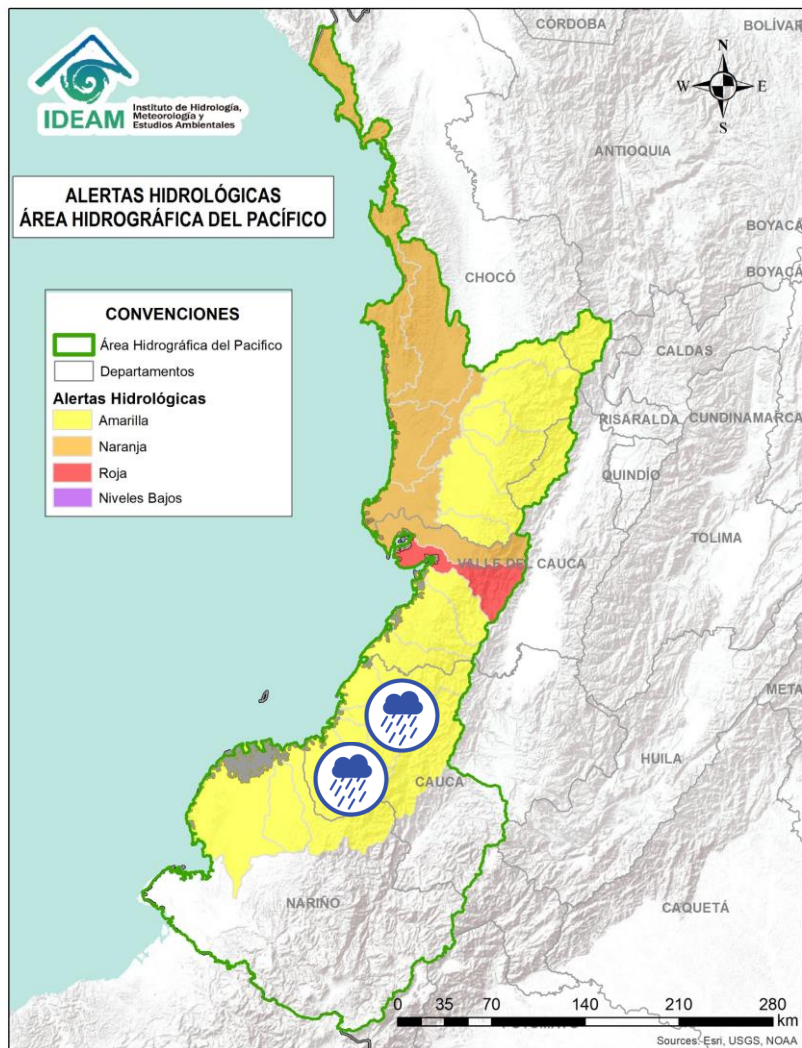 IDEAM
Instituto de Hidrología,
Meteorología y
Estudios Ambientales
ALERTAS HIDROLÓGICAS
ÁREA HIDROGRÁFICA DEL PACÍFICO
CONVENCIONES
Área Hidrográfica del Pacifico
Departamentos
Alertas Hidrológicas
Amarilla
Naranja
Roja
Niveles Bajos
N
W
E
S
CÓRDOBA
BOLÍVAR
ANTIOQUIA
BOYACÁ
CHOCÓ
BOYACÁ
CALDAS
RISARALDA
CUNDINAMARCA
QUINDÍO
TOLIMA
VALLE DEL CAUCA
META
HUILA
CAUCA
NARIÑO
CAQUETÁ
0 35 70 140 210 280
km
Sources: Esri, USGS, NOAA